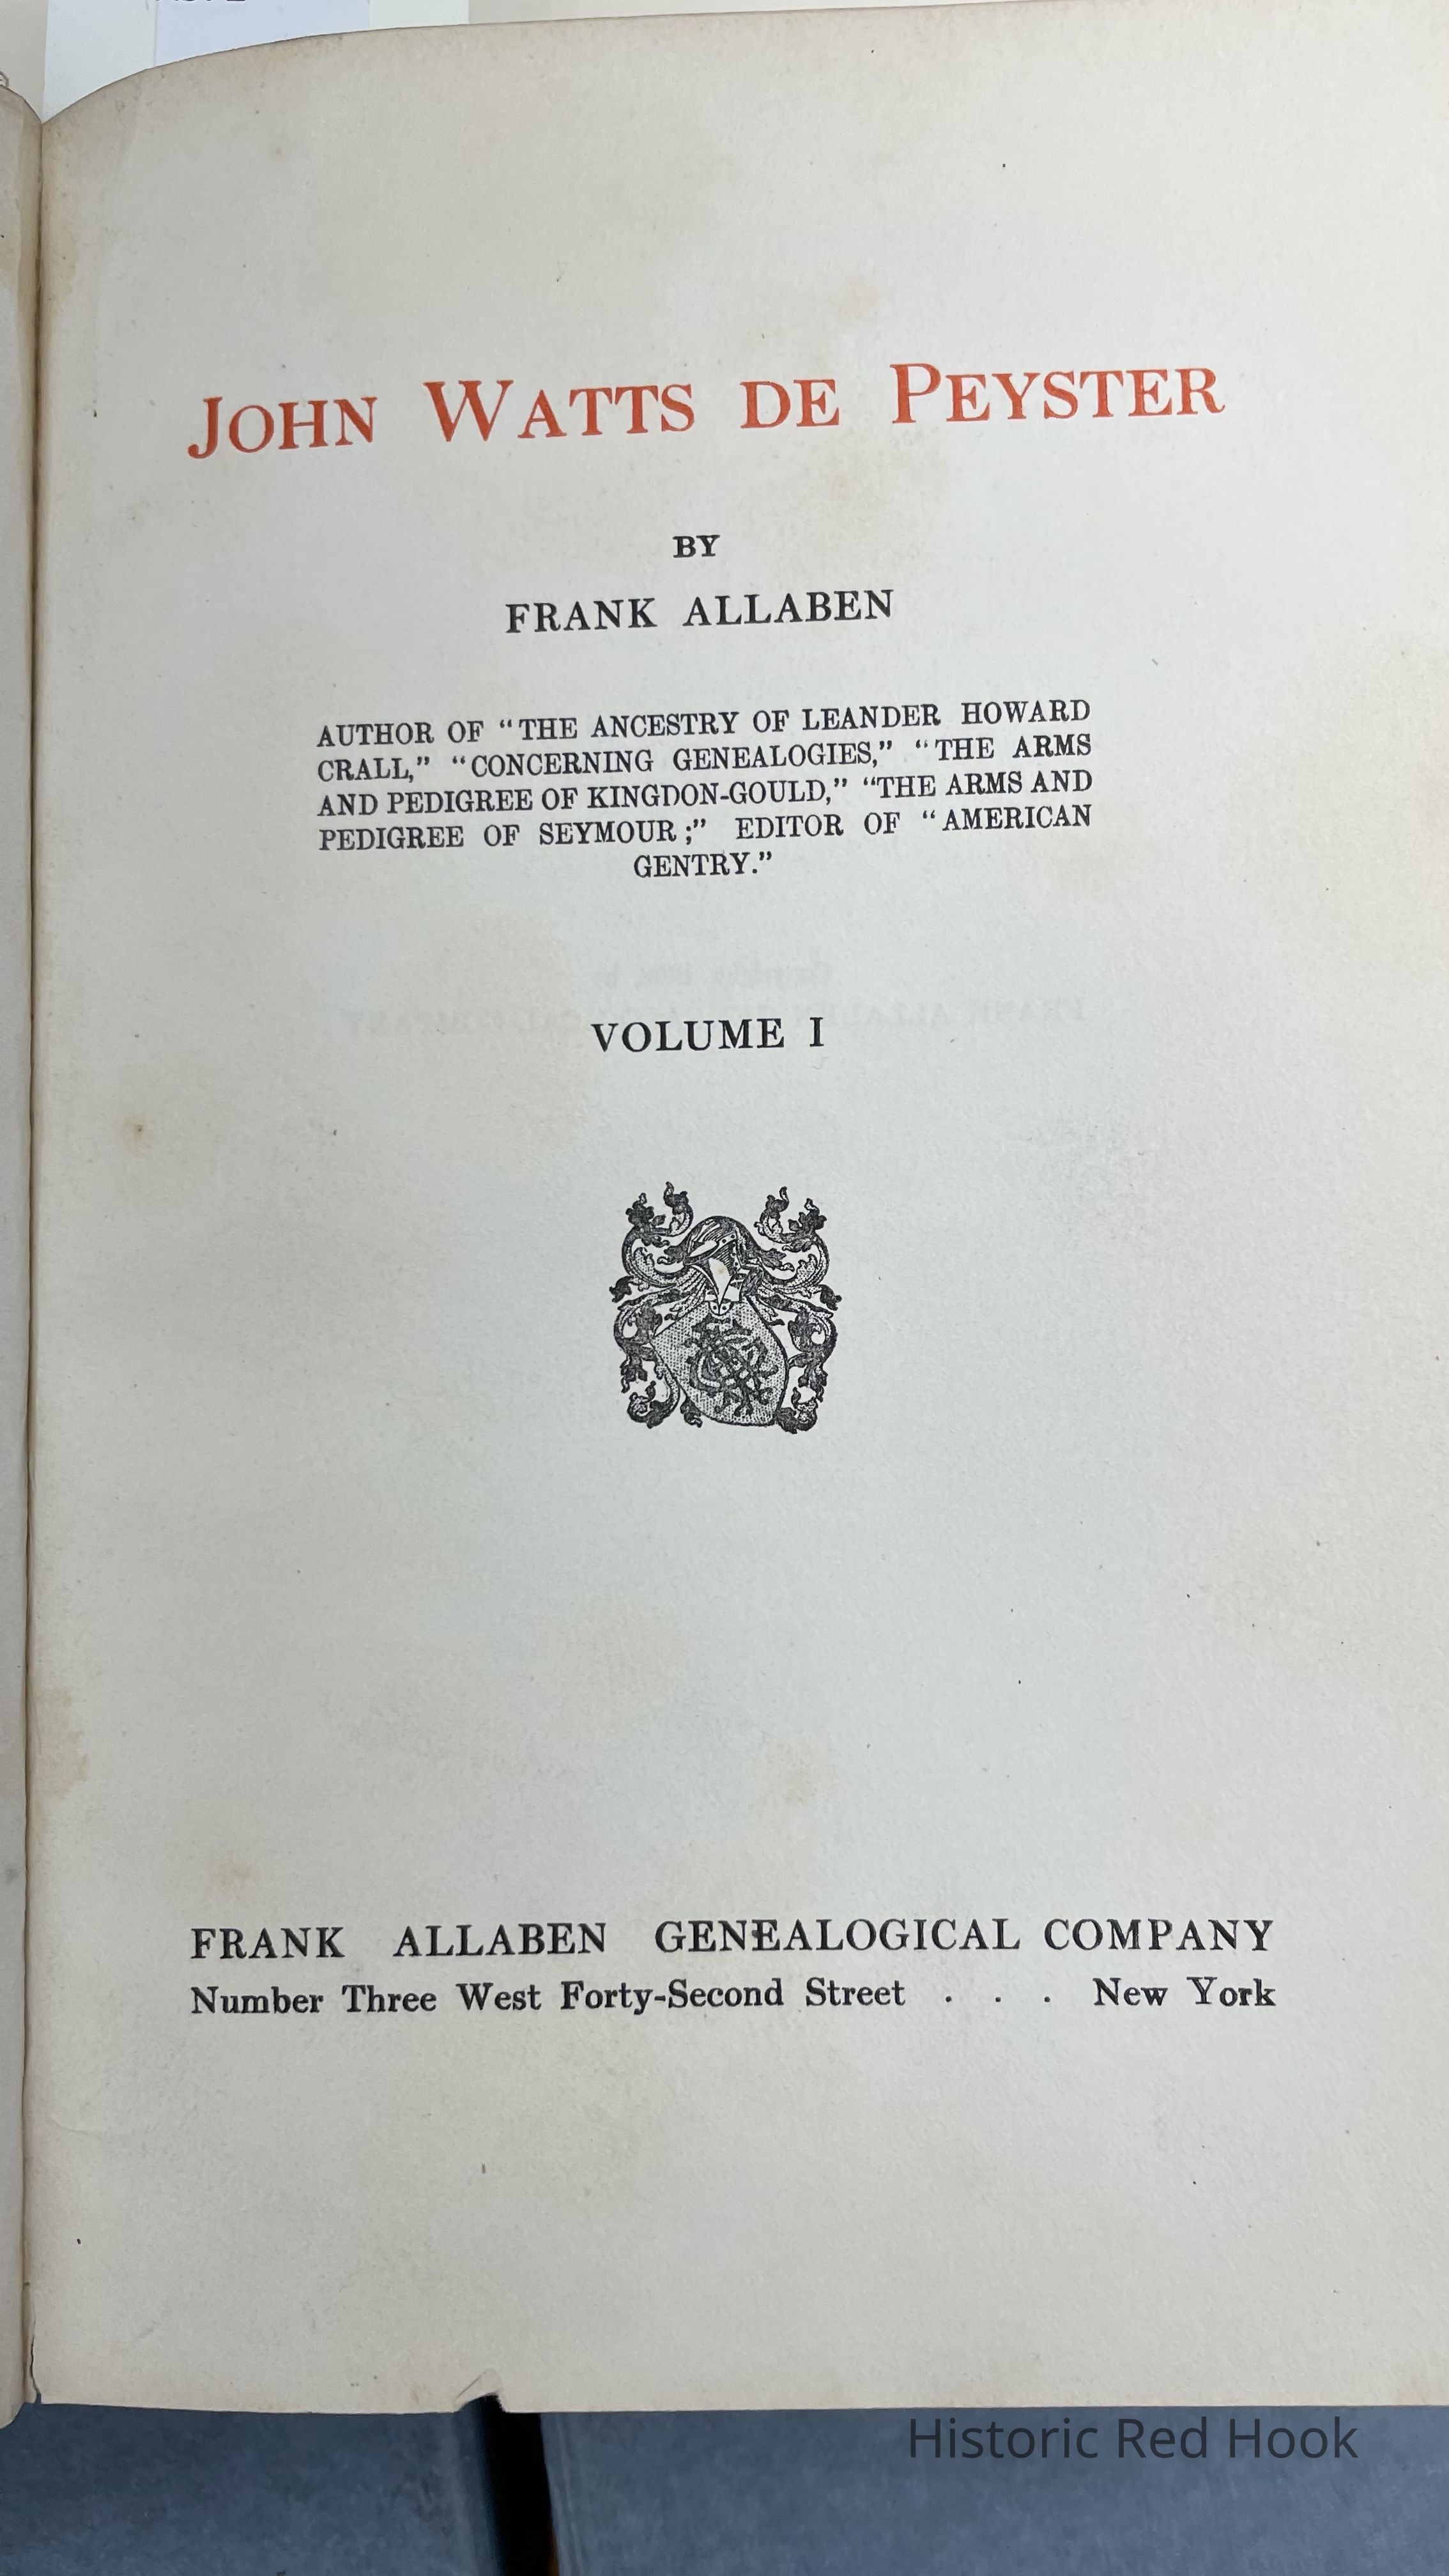 JOHN WATTS DE PEYSTER
BY
FRANK ALLABEN
AUTHOR OF “THE ANCESTRY OF LEANDER HOWARD
CRALL,” “CONCERNING GENEALOGIES,” “THE ARMS
AND PEDIGREE OF KINGDON-GOULD,” “THE ARMS AND
PEDIGREE OF SEYMOUR;” EDITOR OF “AMERICAN
GENTRY.”
VOLUME I
FRANK ALLABEN GENEALOGICAL COMPANY
Number Three West Forty-Second Street . . . New York
Historic Red Hook